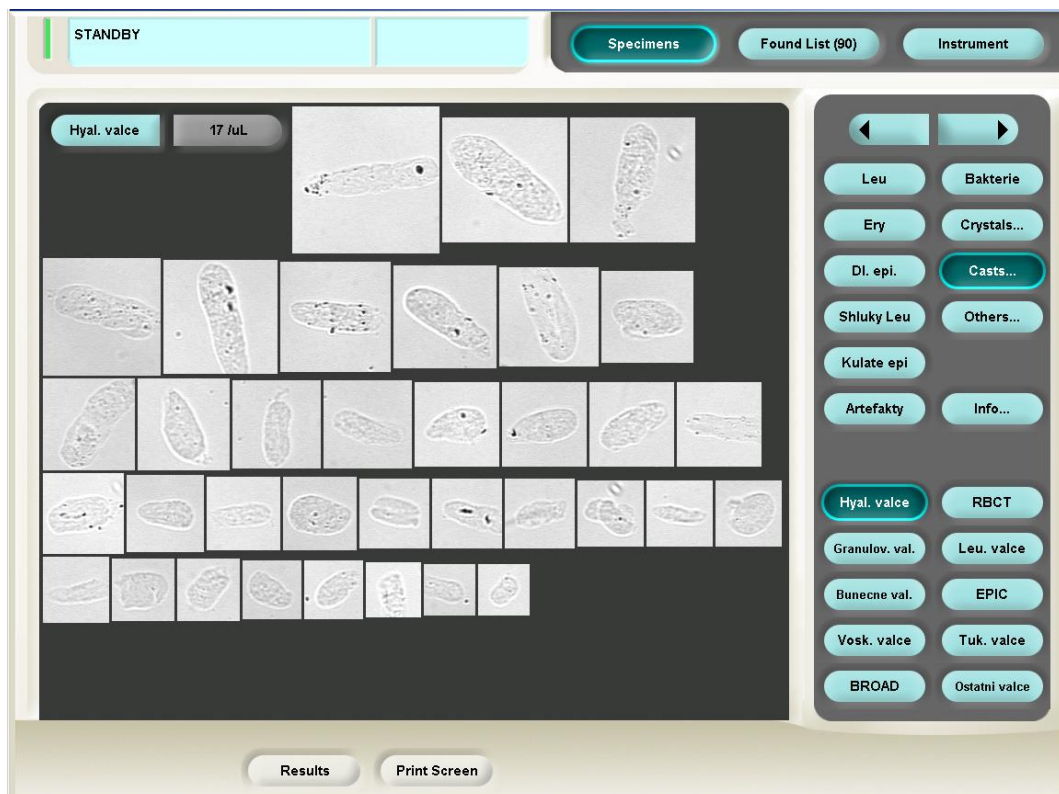 STANDBY
Specimens
Found List (90)
Instrument
Hyal. valce
17 /uL
Leu
Bakterie
Ery
Crystals...
Dl. epi.
Casts...
Shluky Leu
Others...
Kulate epi
Artefakty
Info...
Hyal. valce
RBCT
Granulov. val.
Leu. valce
Bunecne val.
EPIC
Vosk. valce
Tuk. valce
BROAD
Ostatni valce
Results
Print Screen